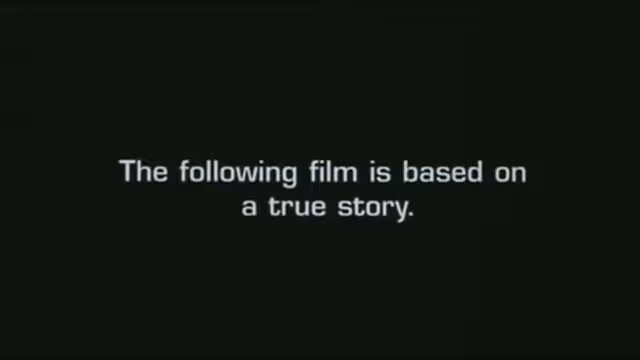 The following film is based on
a true story.